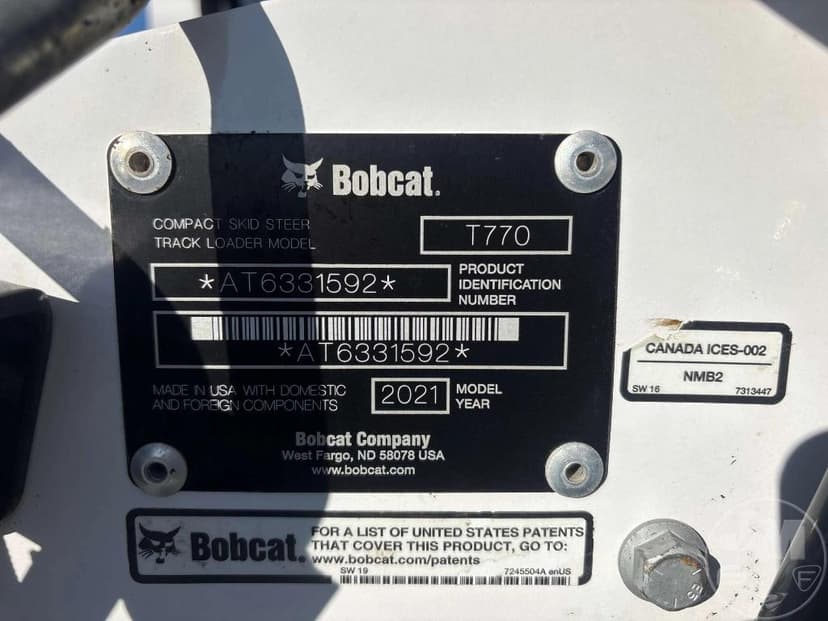 Bobcat.
COMPACT SKID STEER
TRACK LOADER MODEL
T770
*AT6331592*
PRODUCT
IDENTIFICATION
NUMBER
*AT6331592*
MADE IN USA WITH DOMESTIC
AND FOREIGN COMPONENTS
2021
MODEL
YEAR
Bobcat Company
West Fargo, ND 58078 USA
www.bobcat.com
CANADA ICES-002
NMB2
SW 16
7313447
Bobcat.
FOR A LIST OF UNITED STATES PATENTS
THAT COVER THIS PRODUCT, GO TO:
www.bobcat.com/patents
SW 19
7245504A enUS